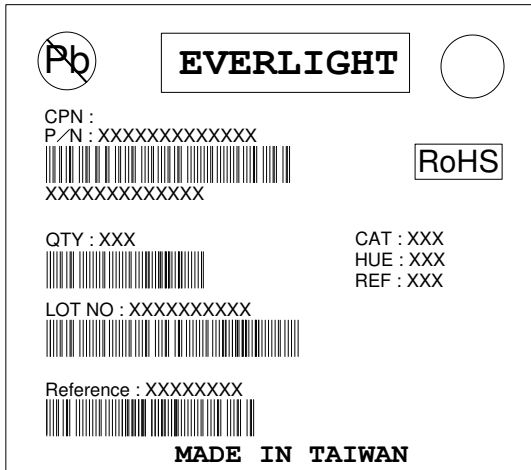 Pb
EVERLIGHT
CPN :
P/N : XXXXXXXXXXXXX
RoHS
XXXXXXXXXXXXX
QTY : XXX
CAT : XXX
HUE : XXX
REF : XXX
LOT NO : XXXXXXXXXX
Reference : XXXXXXXX
MADE IN TAIWAN